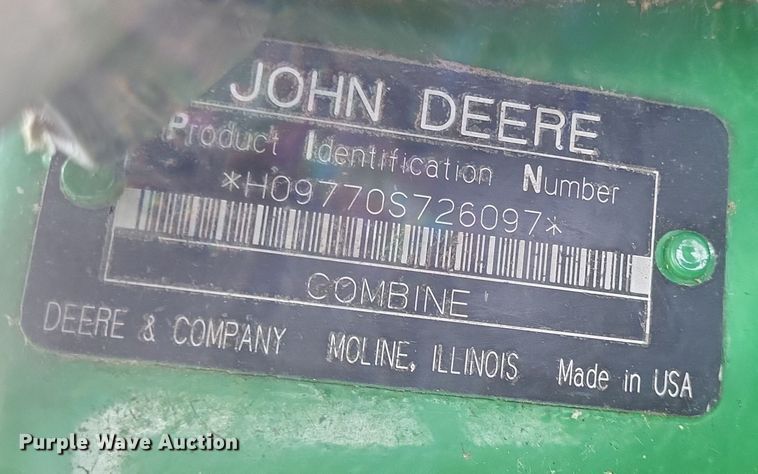 JOHN DEERE
Product Identification Number
*H09770S726097*
COMBINE
DEERE & COMPANY MOLINE, ILLINOIS Made in USA
Purple Wave Auction